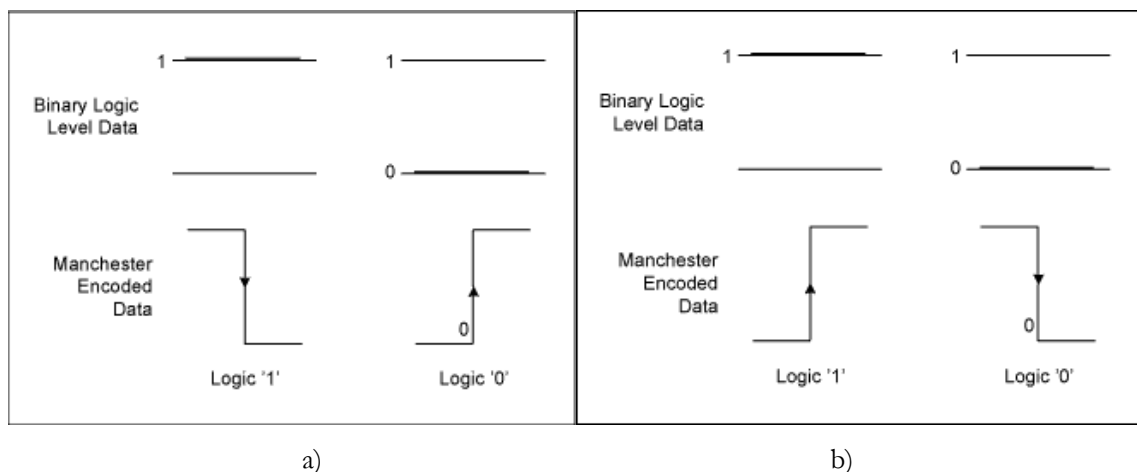 1
1
Binary Logic
Level Data
0
Manchester
Encoded
Data
0
Logic '1'
Logic '0'
1
1
Binary Logic
Level Data
0
Manchester
Encoded
Data
0
Logic '1'
Logic '0'
a)
b)